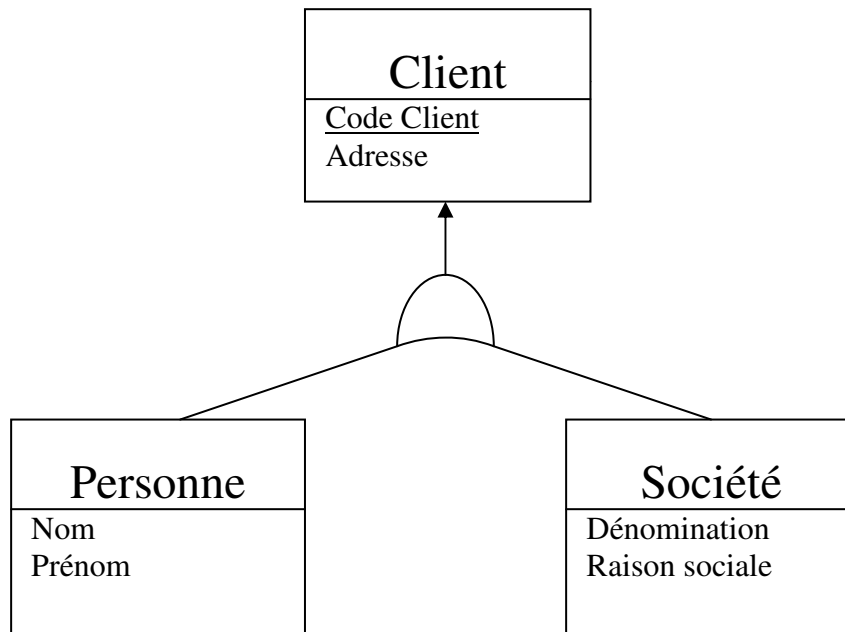 Client
Code Client
Adresse
Personne
Nom
Prénom
Société
Dénomination
Raison sociale